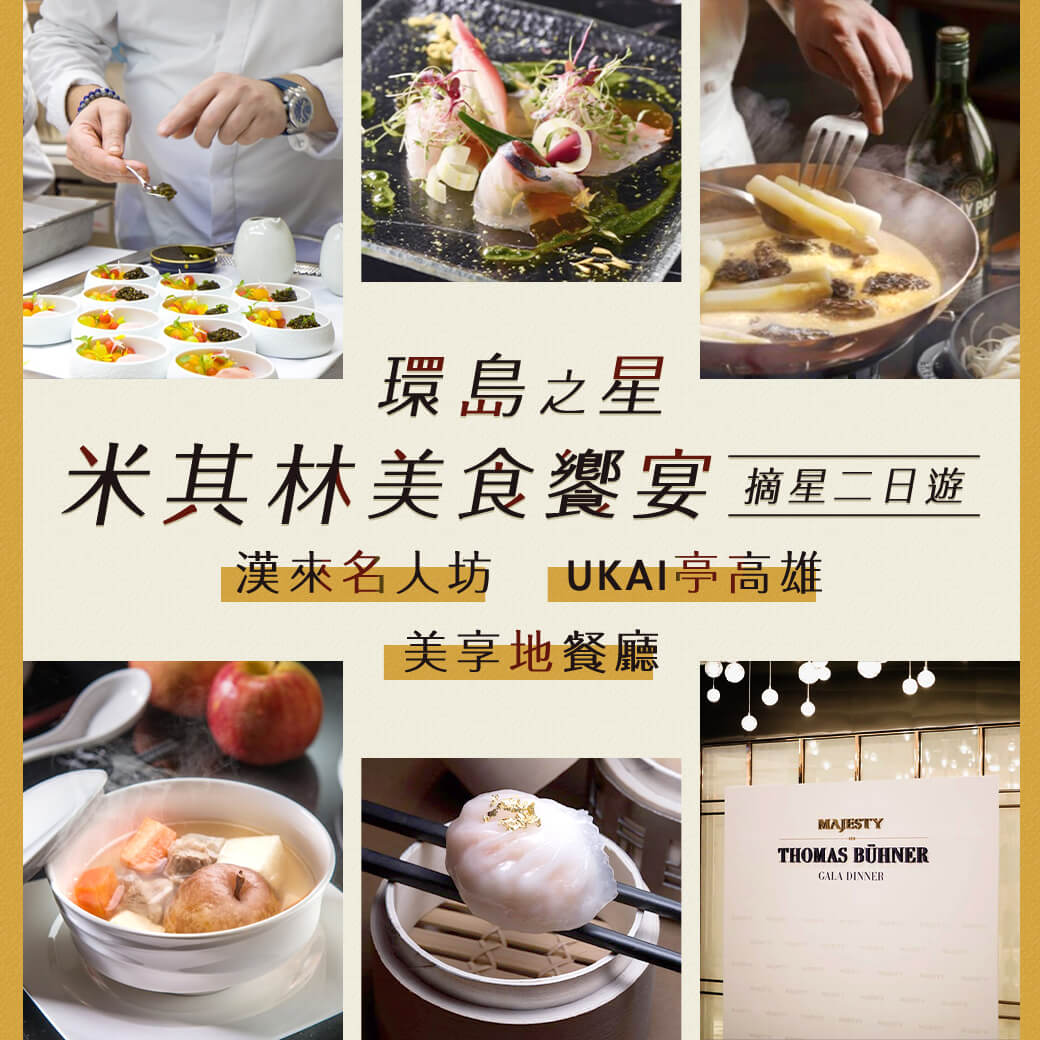 環島之星
米其林美食饗宴 摘星二日遊
漢來名人坊 UKAI亭高雄
美享地餐廳
MAJESTY
THOMAS BÜHNER
GALA DINNER